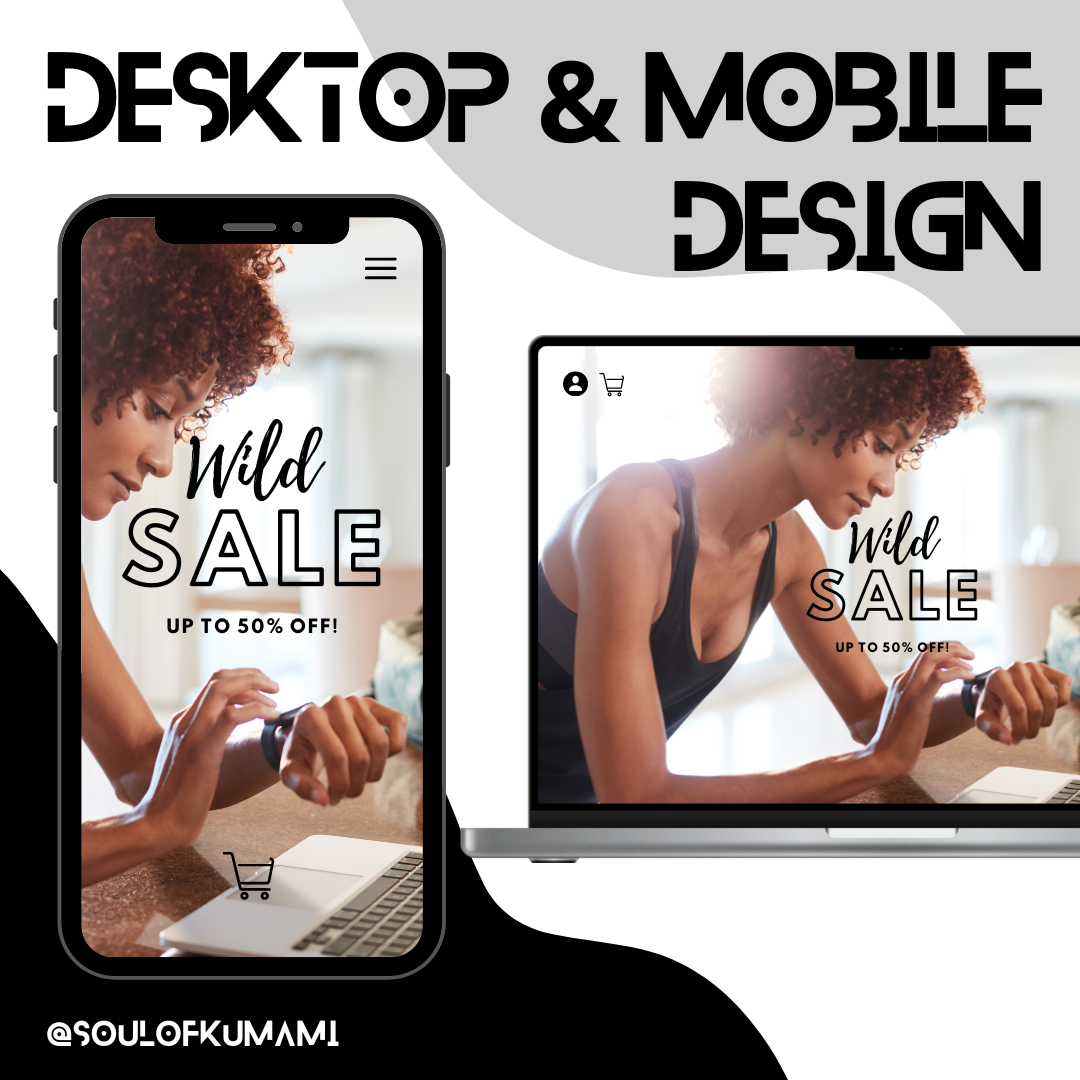 DESKTOP & MOBILE
DESIGN
Wild
SALE
UP TO 50% OFF!
Wild
SALE
UP TO 50% OFF!
@SOULOFKUMAMI